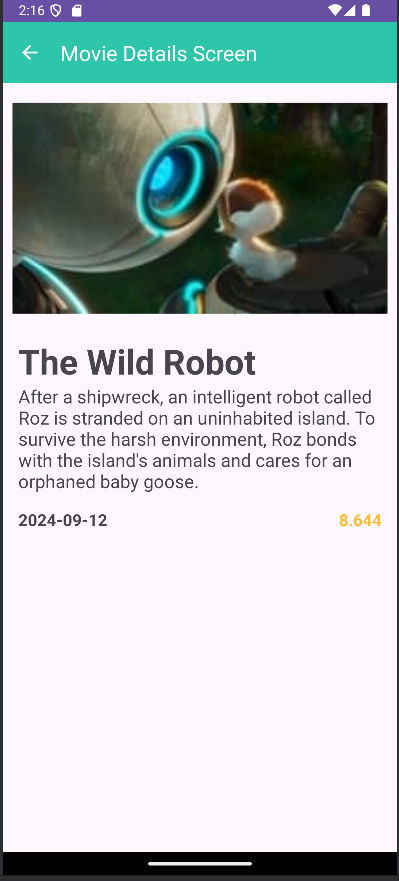 2:16
Movie Details Screen
The Wild Robot
After a shipwreck, an intelligent robot called
Roz is stranded on an uninhabited island. To
survive the harsh environment, Roz bonds
with the island's animals and cares for an
orphaned baby goose.
2024-09-12 8.644